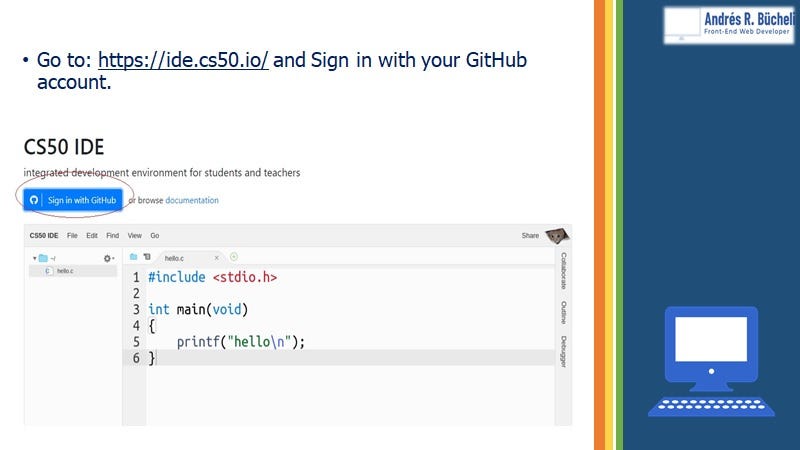 Andrés R. Bücheli
Front-End Web Developer
• Go to: https://ide.cs50.io/ and Sign in with your GitHub
account.
CS50 IDE
integrated development environment for students and teachers
Sign in with GitHub or browse documentation
CS50 IDE File Edit Find View Go Share
~/
hello.c
hello.c
1 #include <stdio.h>
2
3 int main(void)
4 {
5     printf("hello\n");
6 }
Collaborate
Outline
Debugger